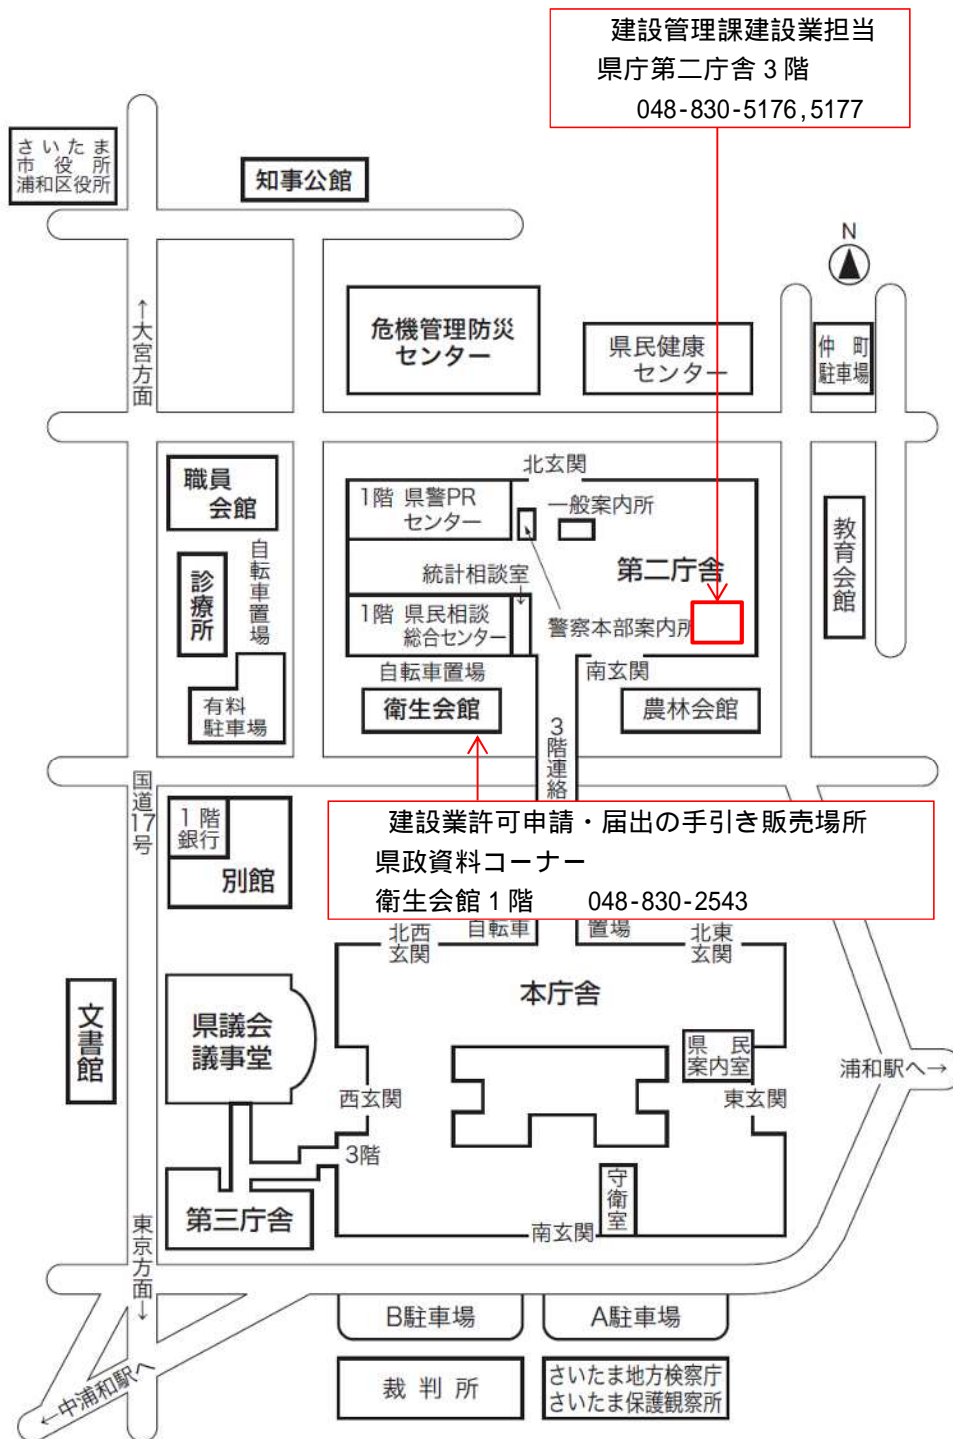 建設管理課建設業担当
県庁第二庁舎3階
048-830-5176,5177
さいたま
市役所
浦和区役所
知事公館
N
←大宮方面
危機管理防災
センター
県民健康
センター
仲町
駐車場
職員
会館
北玄関
1階 県警PR
センター
一般案内所
教育会館
自転車置場
診療所
統計相談室
↓
第二庁舎
1階 県民相談
総合センター
警察本部案内所
自転車置場
南玄関
有料
駐車場
衛生会館
農林会館
3階連絡
国道17号
1階
銀行
別館
建設業許可申請・届出の手引き販売場所
県政資料コーナー
衛生会館1階 048-830-2543
北西
玄関
自転車
置場
北東
玄関
本庁舎
文書館
県議会
議事堂
県民
案内室
浦和駅へ→
西玄関
東玄関
3階
守衛室
第三庁舎
南玄関
東京方面→
B駐車場
A駐車場
←中浦和駅へ
裁判所
さいたま地方検察庁
さいたま保護観察所